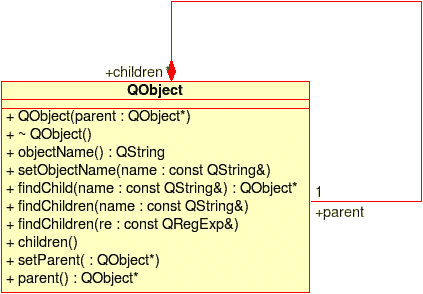 +children *
QObject
+ QObject(parent : QObject*)
+ ~ QObject()
+ objectName() : QString
+ setObjectName(name : const QString&)
+ findChild(name : const QString&) : QObject*
+ findChildren(name : const QString&)
+ findChildren(re : const QRegExp&)
+ children()
+ setParent( : QObject*)
+ parent() : QObject*
1
+parent